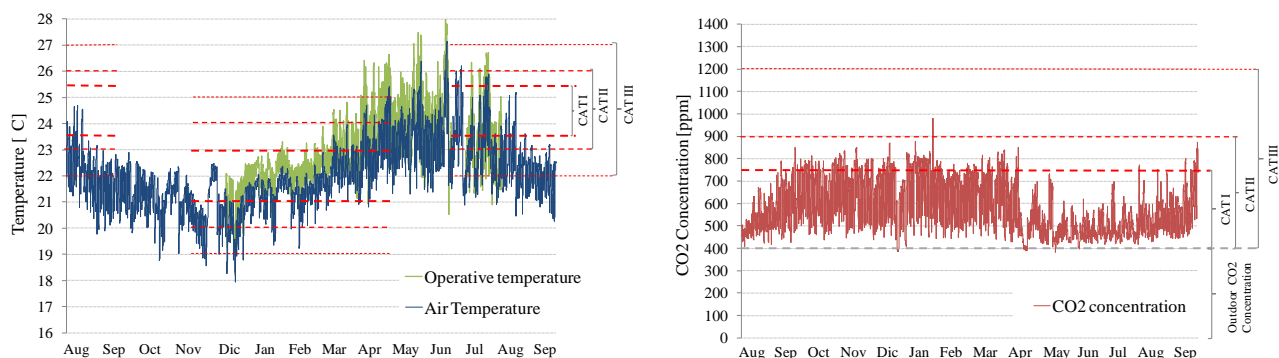 28
27
26
25
24
23
22
21
20
19
18
17
16
Temperature [ C]
CAT I
CAT II
CAT III
Operative temperature
Air Temperature
Aug Sep Oct Nov Dic Jan Feb Mar Apr May Jun Jul Aug Sep
1400
1300
1200
1100
1000
900
800
700
600
500
400
300
200
100
0
CO2 Concentration [ppm]
CAT I
CAT II
CAT III
Outdoor CO2
Concentration
CO2 concentration
Aug Sep Oct Nov Dec Jan Feb Mar Apr May Jun Jul Aug Sep